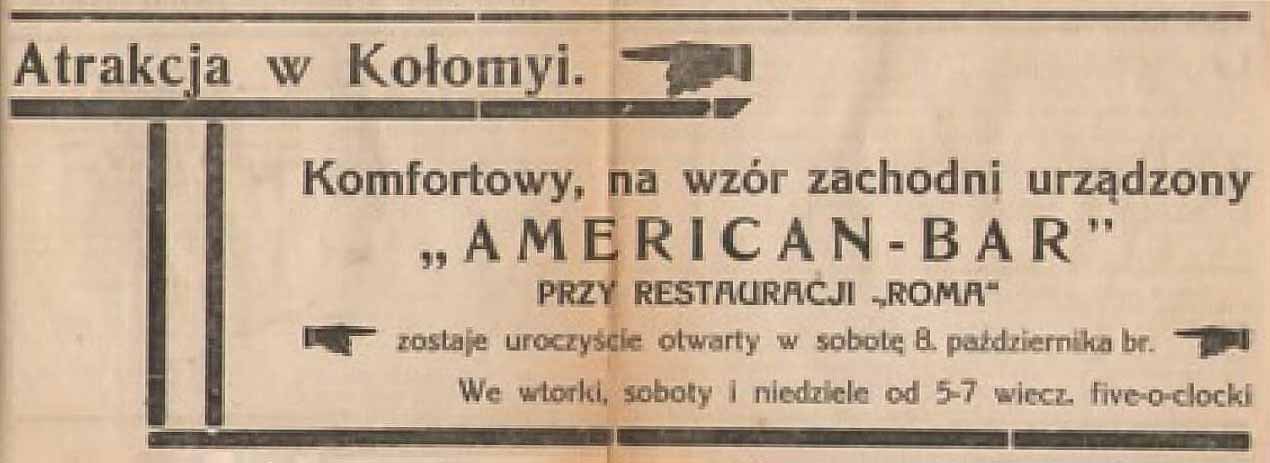 Atrakcja w Kołomyi.
Komfortowy, na wzór zachodni urządzony
„AMERICAN-BAR”
PRZY RESTAURACJI „ROMA“
zostaje uroczyście otwarty w sobotę 8. października br.
We wtorki, soboty i niedziele od 5-7 wiecz. five-o-clocki